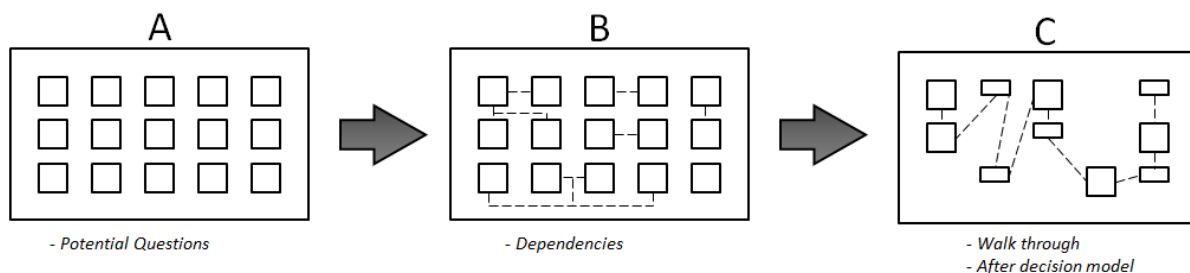 A
B
C
- Potential Questions
- Dependencies
- Walk through
- After decision model